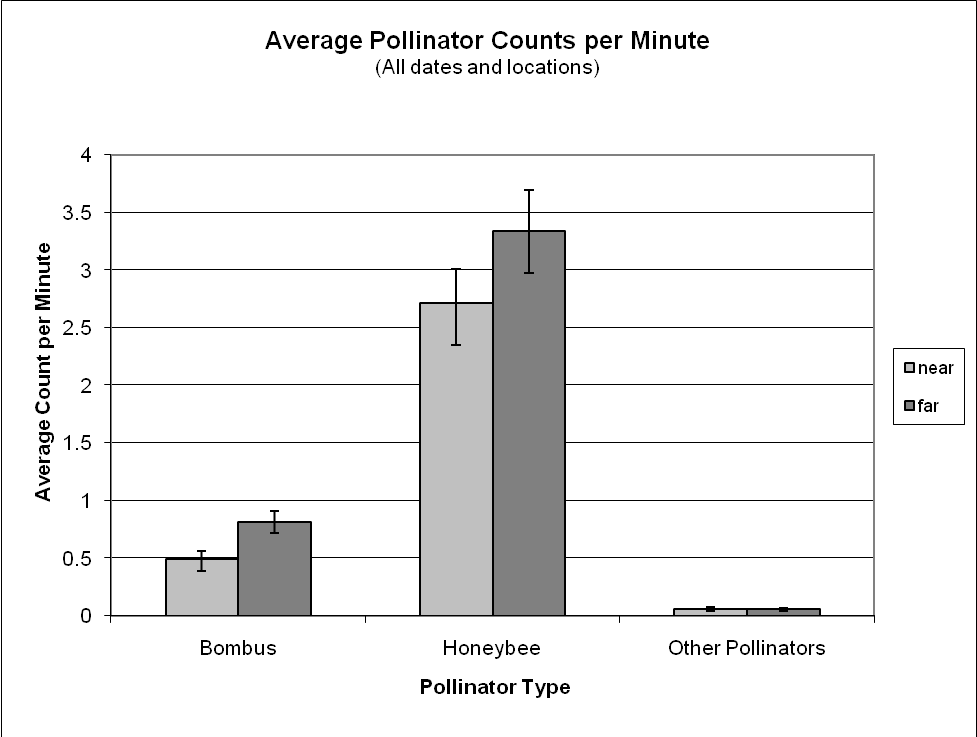 Average Pollinator Counts per Minute
(All dates and locations)
4
3.5
3
2.5
2
1.5
1
0.5
0
Average Count per Minute
Bombus
Honeybee
Other Pollinators
Pollinator Type
near
far